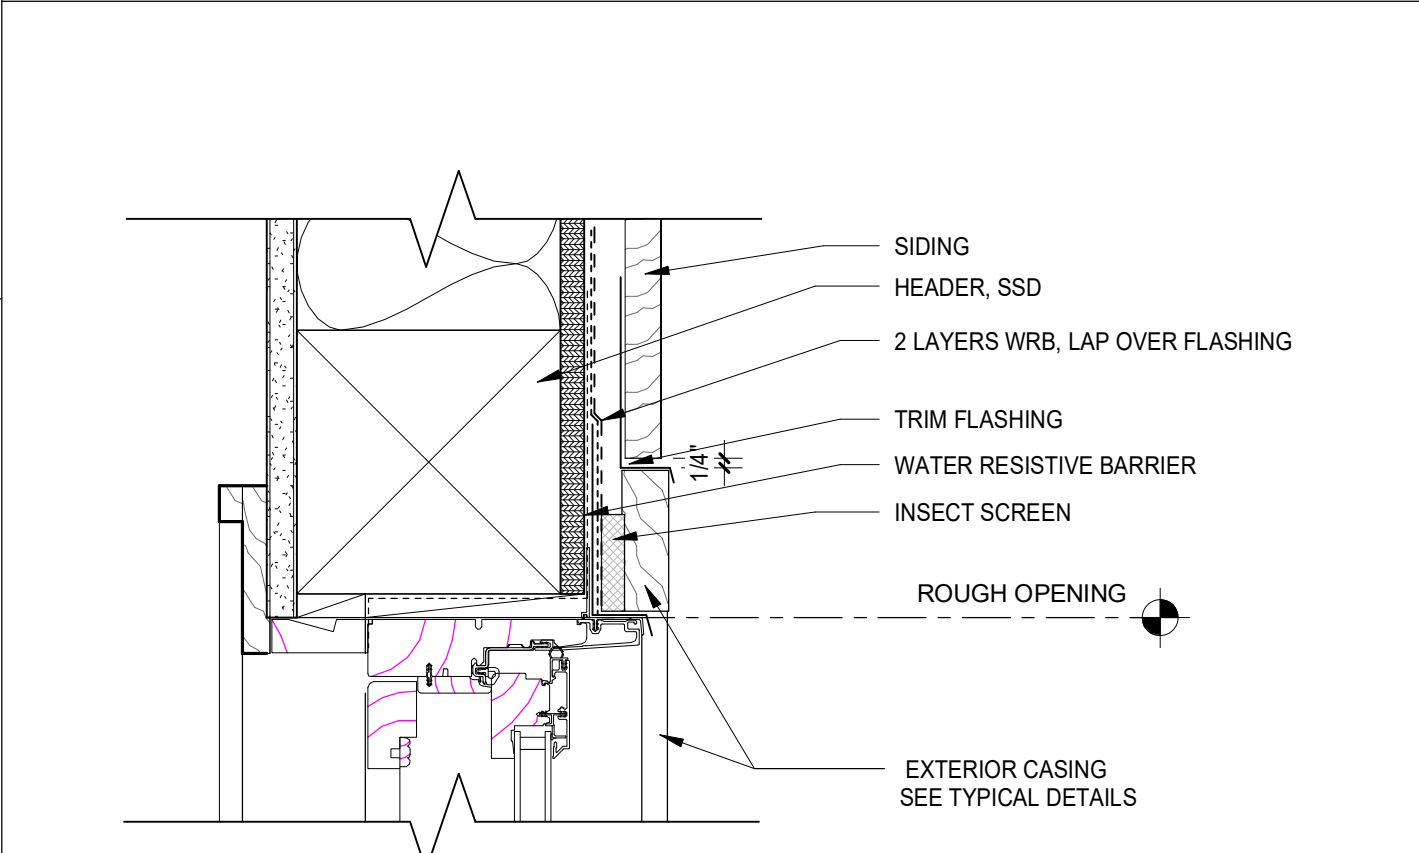 SIDING
HEADER, SSD
2 LAYERS WRB, LAP OVER FLASHING
TRIM FLASHING
1/4"
WATER RESISTIVE BARRIER
INSECT SCREEN
ROUGH OPENING
EXTERIOR CASING
SEE TYPICAL DETAILS